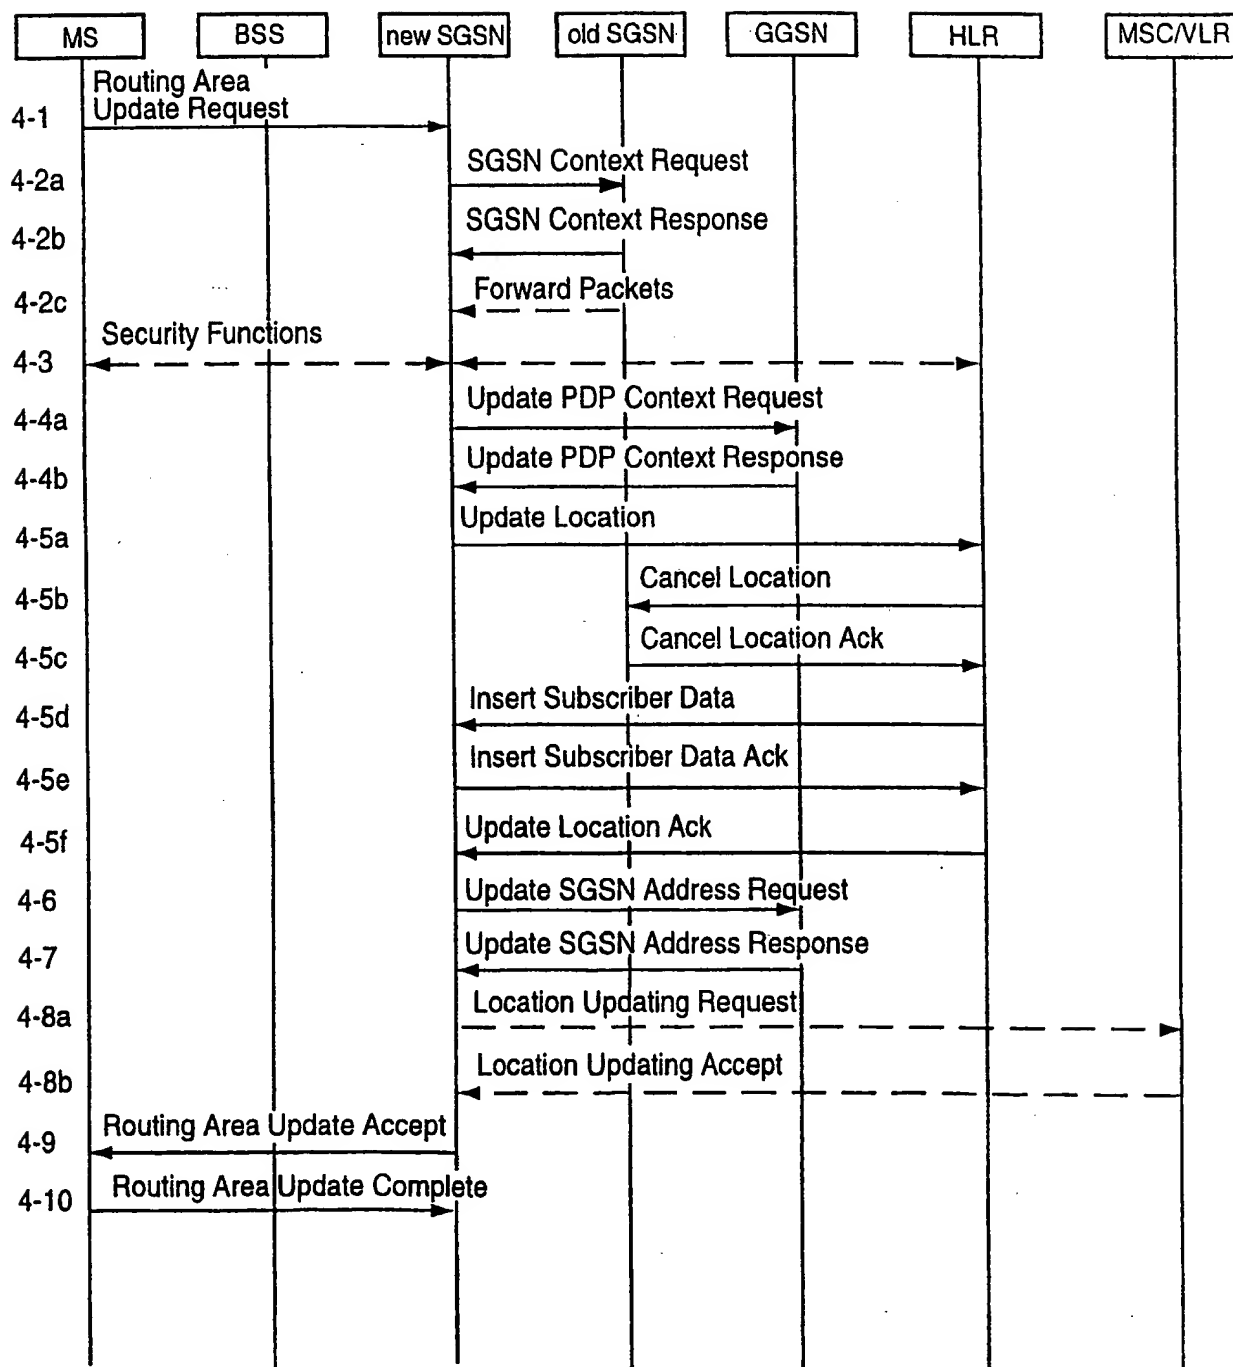 MS BSS new SGSN old SGSN GGSN HLR MSC/VLR
Routing Area
4-1 Update Request
4-2a SGSN Context Request
4-2b SGSN Context Response
4-2c Forward Packets
Security Functions
4-3
4-4a Update PDP Context Request
4-4b Update PDP Context Response
4-5a Update Location
4-5b Cancel Location
4-5c Cancel Location Ack
4-5d Insert Subscriber Data
4-5e Insert Subscriber Data Ack
4-5f Update Location Ack
4-6 Update SGSN Address Request
4-7 Update SGSN Address Response
4-8a Location Updating Request
4-8b Location Updating Accept
4-9 Routing Area Update Accept
4-10 Routing Area Update Complete